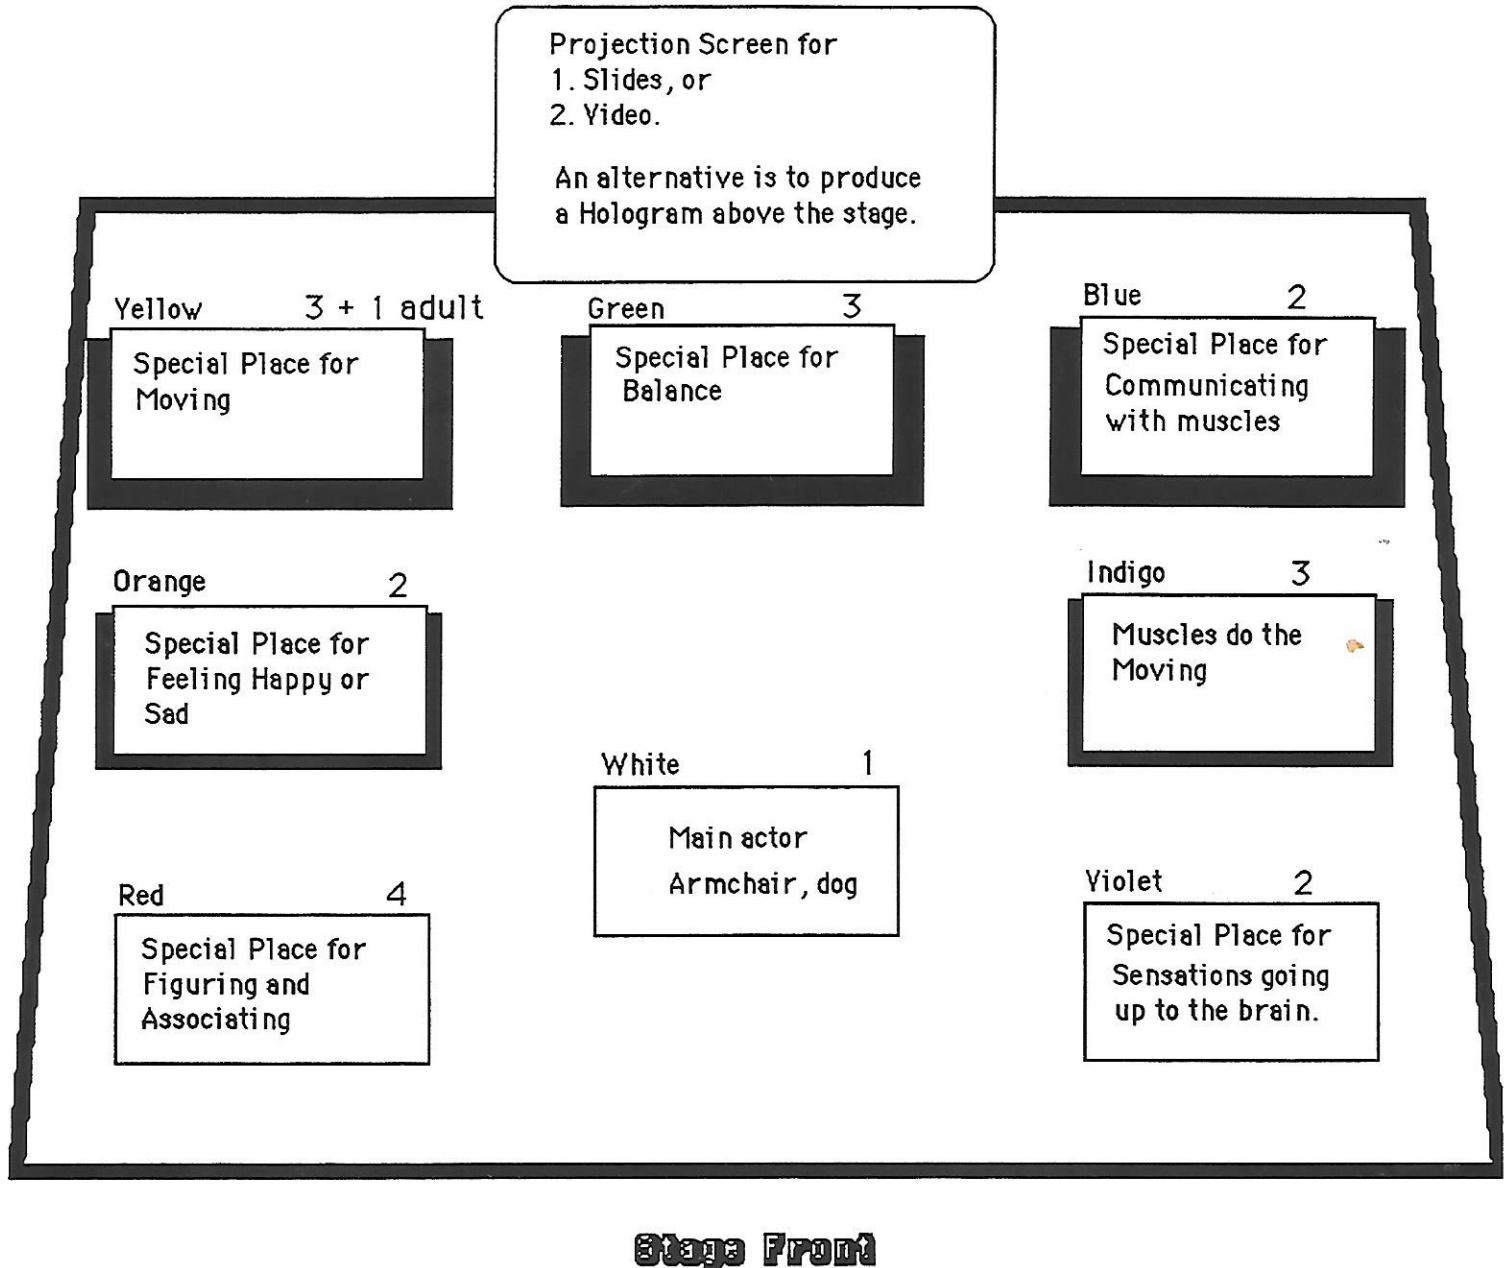 Projection Screen for
1. Slides, or
2. Video.
An alternative is to produce
a Hologram above the stage.
Yellow 3 + 1 adult
Special Place for
Moving
Green 3
Special Place for
Balance
Blue 2
Special Place for
Communicating
with muscles
Orange 2
Special Place for
Feeling Happy or
Sad
Indigo 3
Muscles do the
Moving
White 1
Main actor
Armchair, dog
Red 4
Special Place for
Figuring and
Associating
Violet 2
Special Place for
Sensations going
up to the brain.
Stage Front